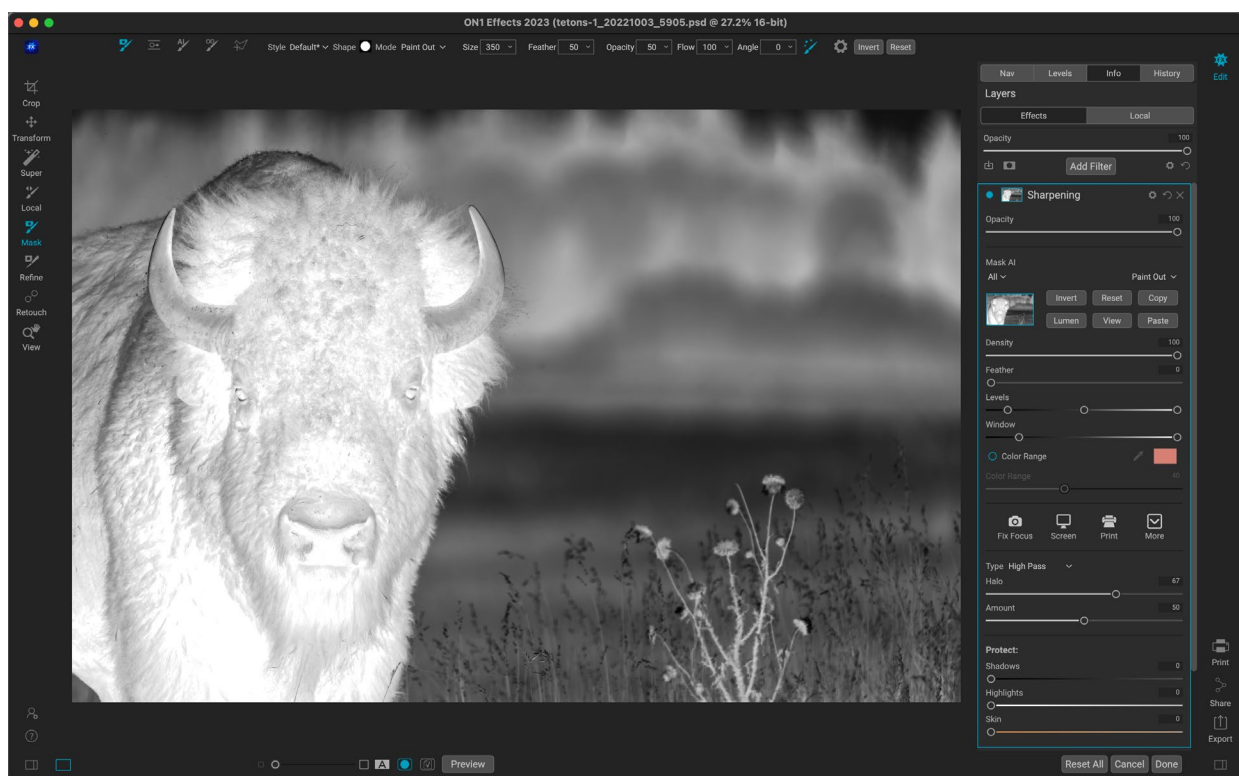 ON1 Effects 2023 (tetons-1_20221003_5905.psd @ 27.2% 16-bit)
FX
Style Default* Shape Mode Paint Out Size 350 Feather 50 Opacity 50 Flow 100 Angle 0 Invert Reset
Crop
Transform
Super
Local
Mask
Refine
Retouch
View
Nav Levels Info History
Edit
Layers
Effects Local
Opacity 100
Add Filter
Sharpening
Opacity 100
Mask AI
All Paint Out
Invert Reset Copy
Lumen View Paste
Density 100
Feather 0
Levels
Window
Color Range
Color Range 40
Fix Focus Screen Print More
Type High Pass
Halo 67
Amount 50
Protect:
Shadows 0
Highlights 0
Skin 0
Print
Share
Export
A Preview
Reset All Cancel Done